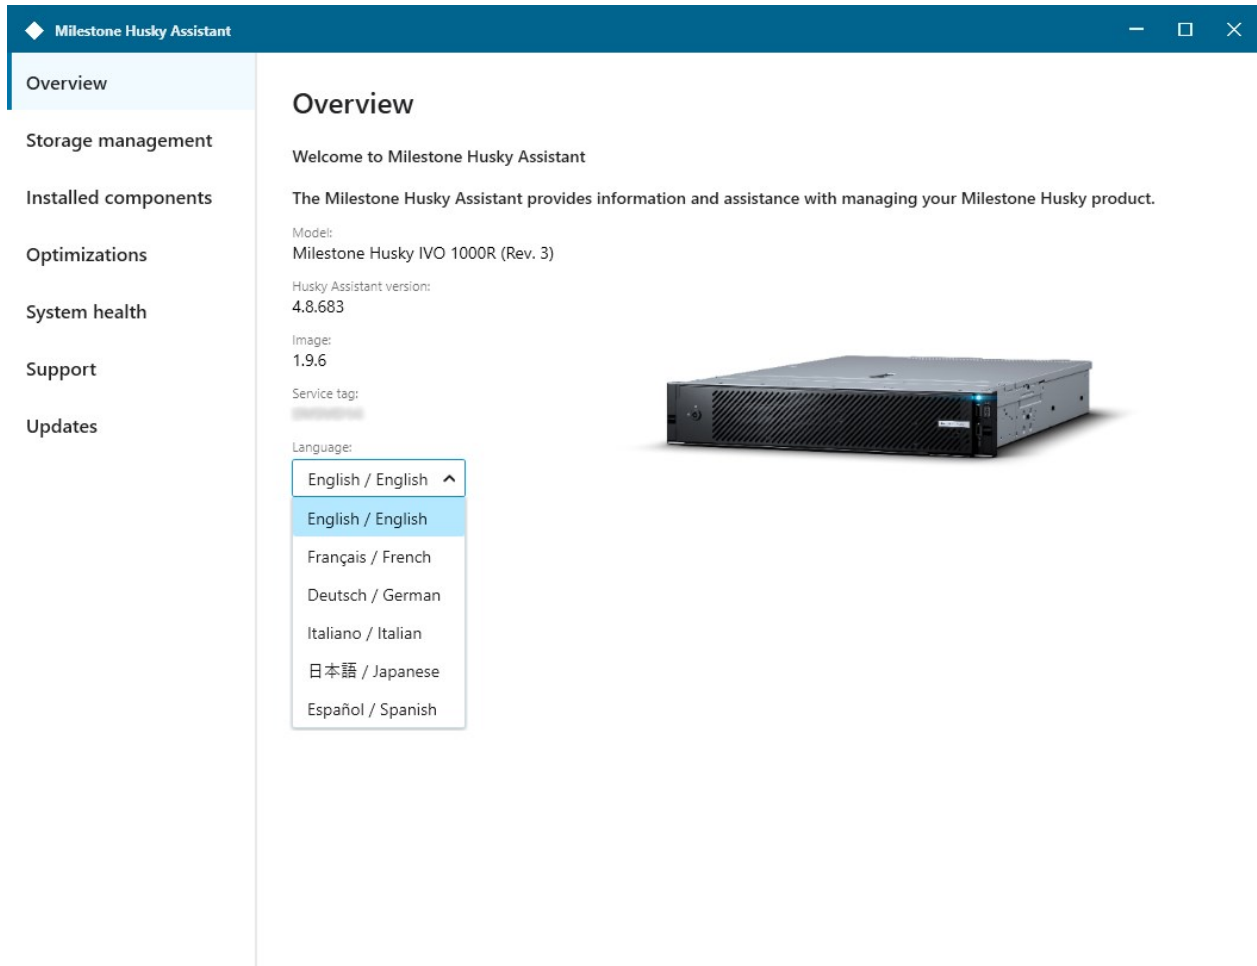 Milestone Husky Assistant
Overview
Storage management
Installed components
Optimizations
System health
Support
Updates
Overview
Welcome to Milestone Husky Assistant
The Milestone Husky Assistant provides information and assistance with managing your Milestone Husky product.
Model:
Milestone Husky IVO 1000R (Rev. 3)
Husky Assistant version:
4.8.683
Image:
1.9.6
Service tag:
Language:
English / English
English / English
Français / French
Deutsch / German
Italiano / Italian
日本語 / Japanese
Español / Spanish